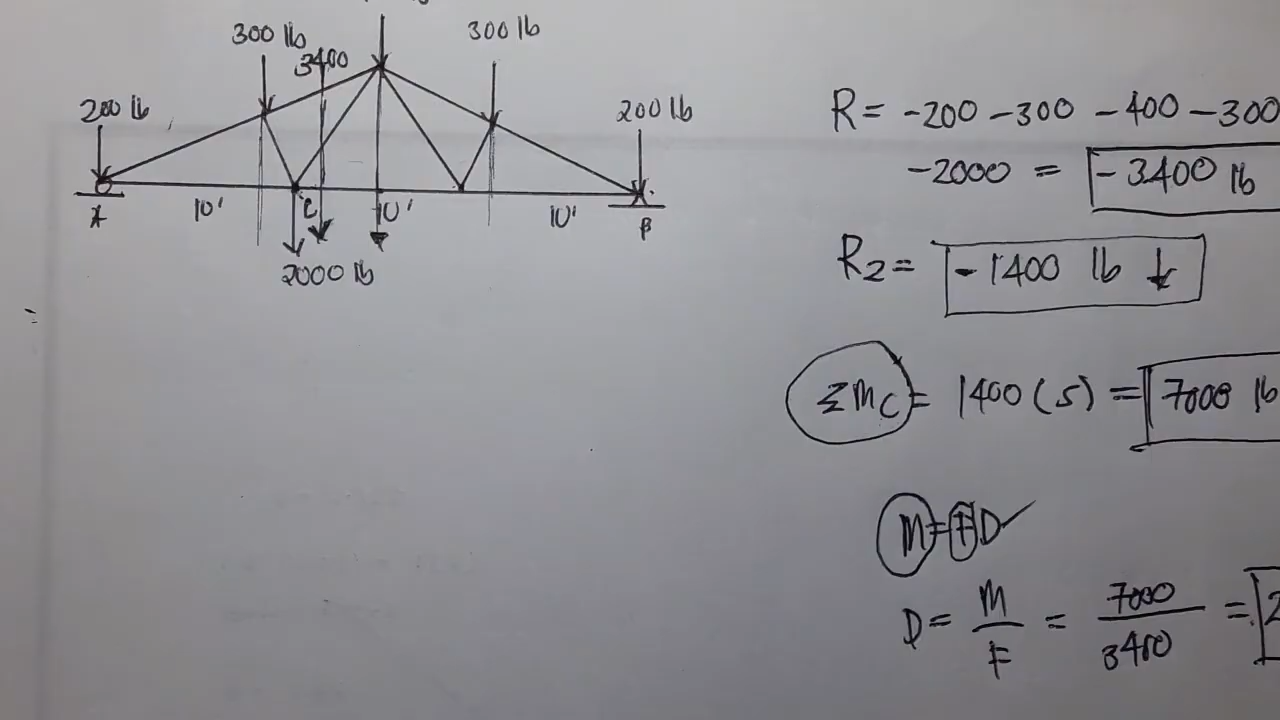 300 lb
300 lb
3400
200 lb
200 lb
10'
C
10'
10'
A
B
2000 lb
R = -200 -300 -400 -300
-2000 = -3400 lb
R2 = -1400 lb ↓
ΣMC = 1400 (5) = 7000 lb
M = FD
D = M/F = 7000/3400 = 2